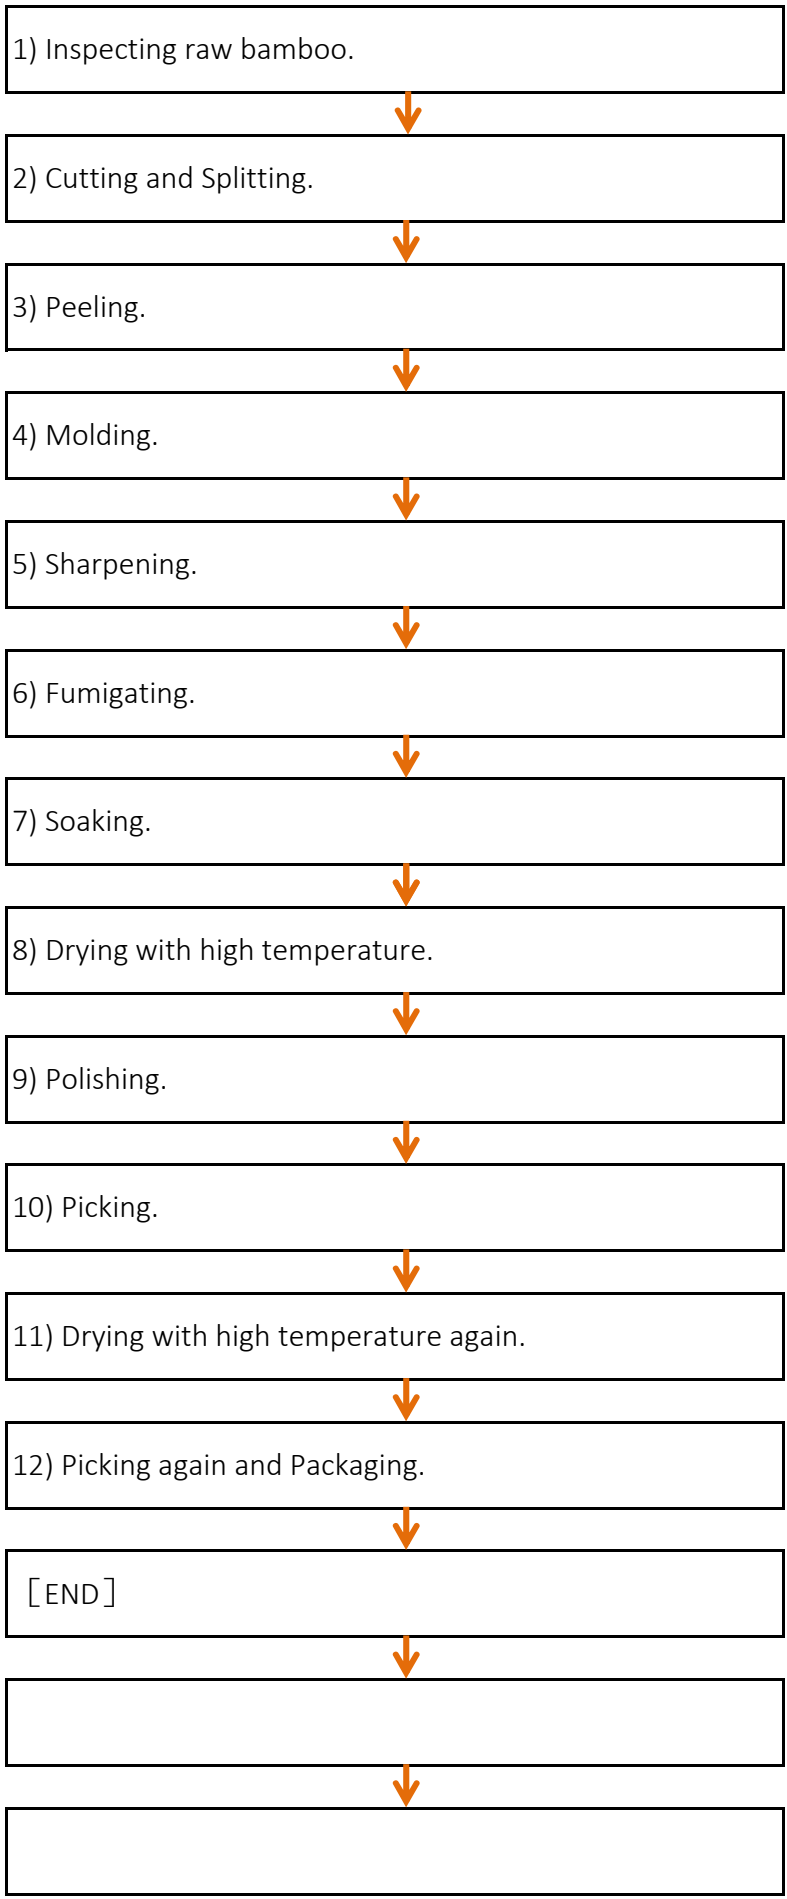 1) Inspecting raw bamboo.
2) Cutting and Splitting.
3) Peeling.
4) Molding.
5) Sharpening.
6) Fumigating.
7) Soaking.
8) Drying with high temperature.
9) Polishing.
10) Picking.
11) Drying with high temperature again.
12) Picking again and Packaging.
［END］